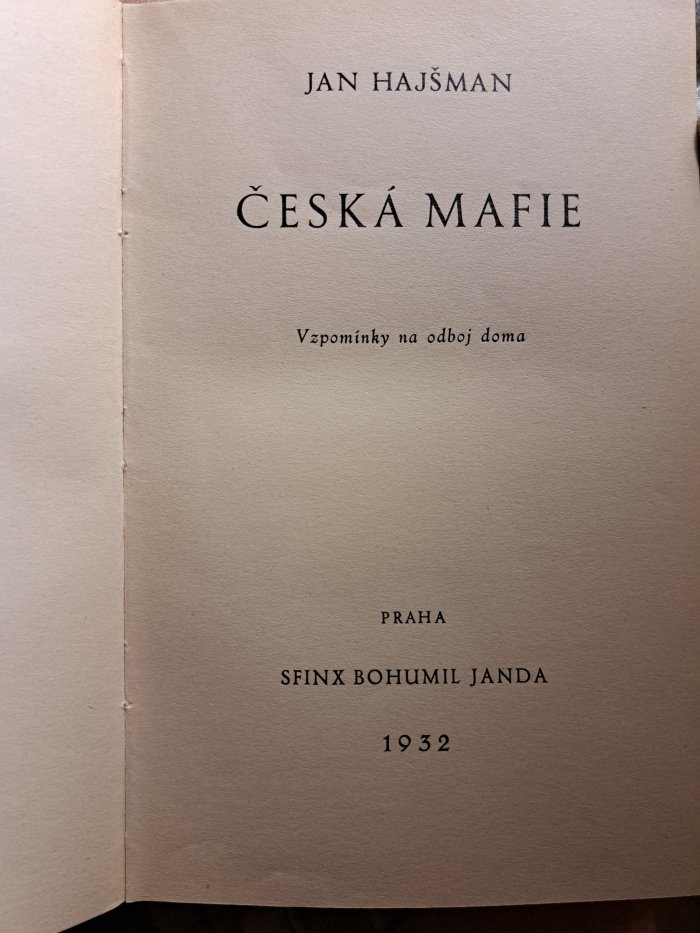 JAN HAJŠMAN
ČESKÁ MAFIE
Vzpomínky na odboj doma
PRAHA
SFINX BOHUMIL JANDA
1932